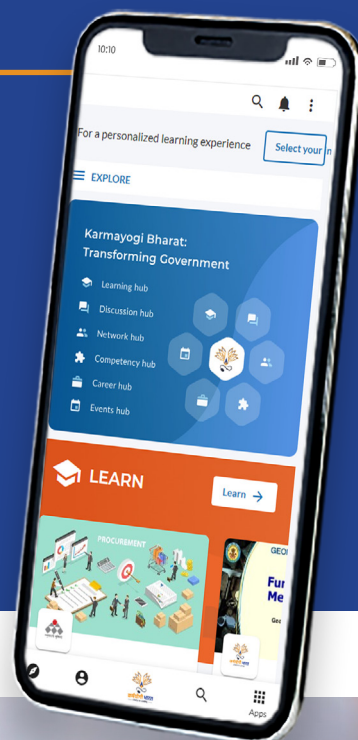 10:10
For a personalized learning experience
Select your
EXPLORE
Karmayogi Bharat:
Transforming Government
Learning hub
Discussion hub
Network hub
Competency hub
Career hub
Events hub
LEARN
Learn →
PROCUREMENT
Apps